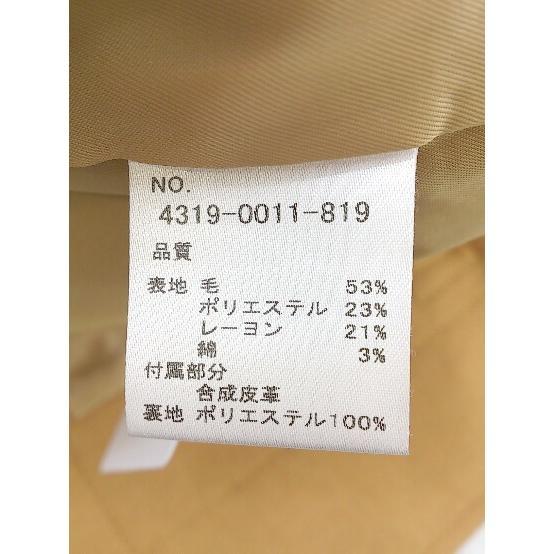 NO.
4319-0011-819
品質
表地 毛 53%
ポリエステル 23%
レーヨン 21%
綿 3%
付属部分
合成皮革
裏地 ポリエステル100%